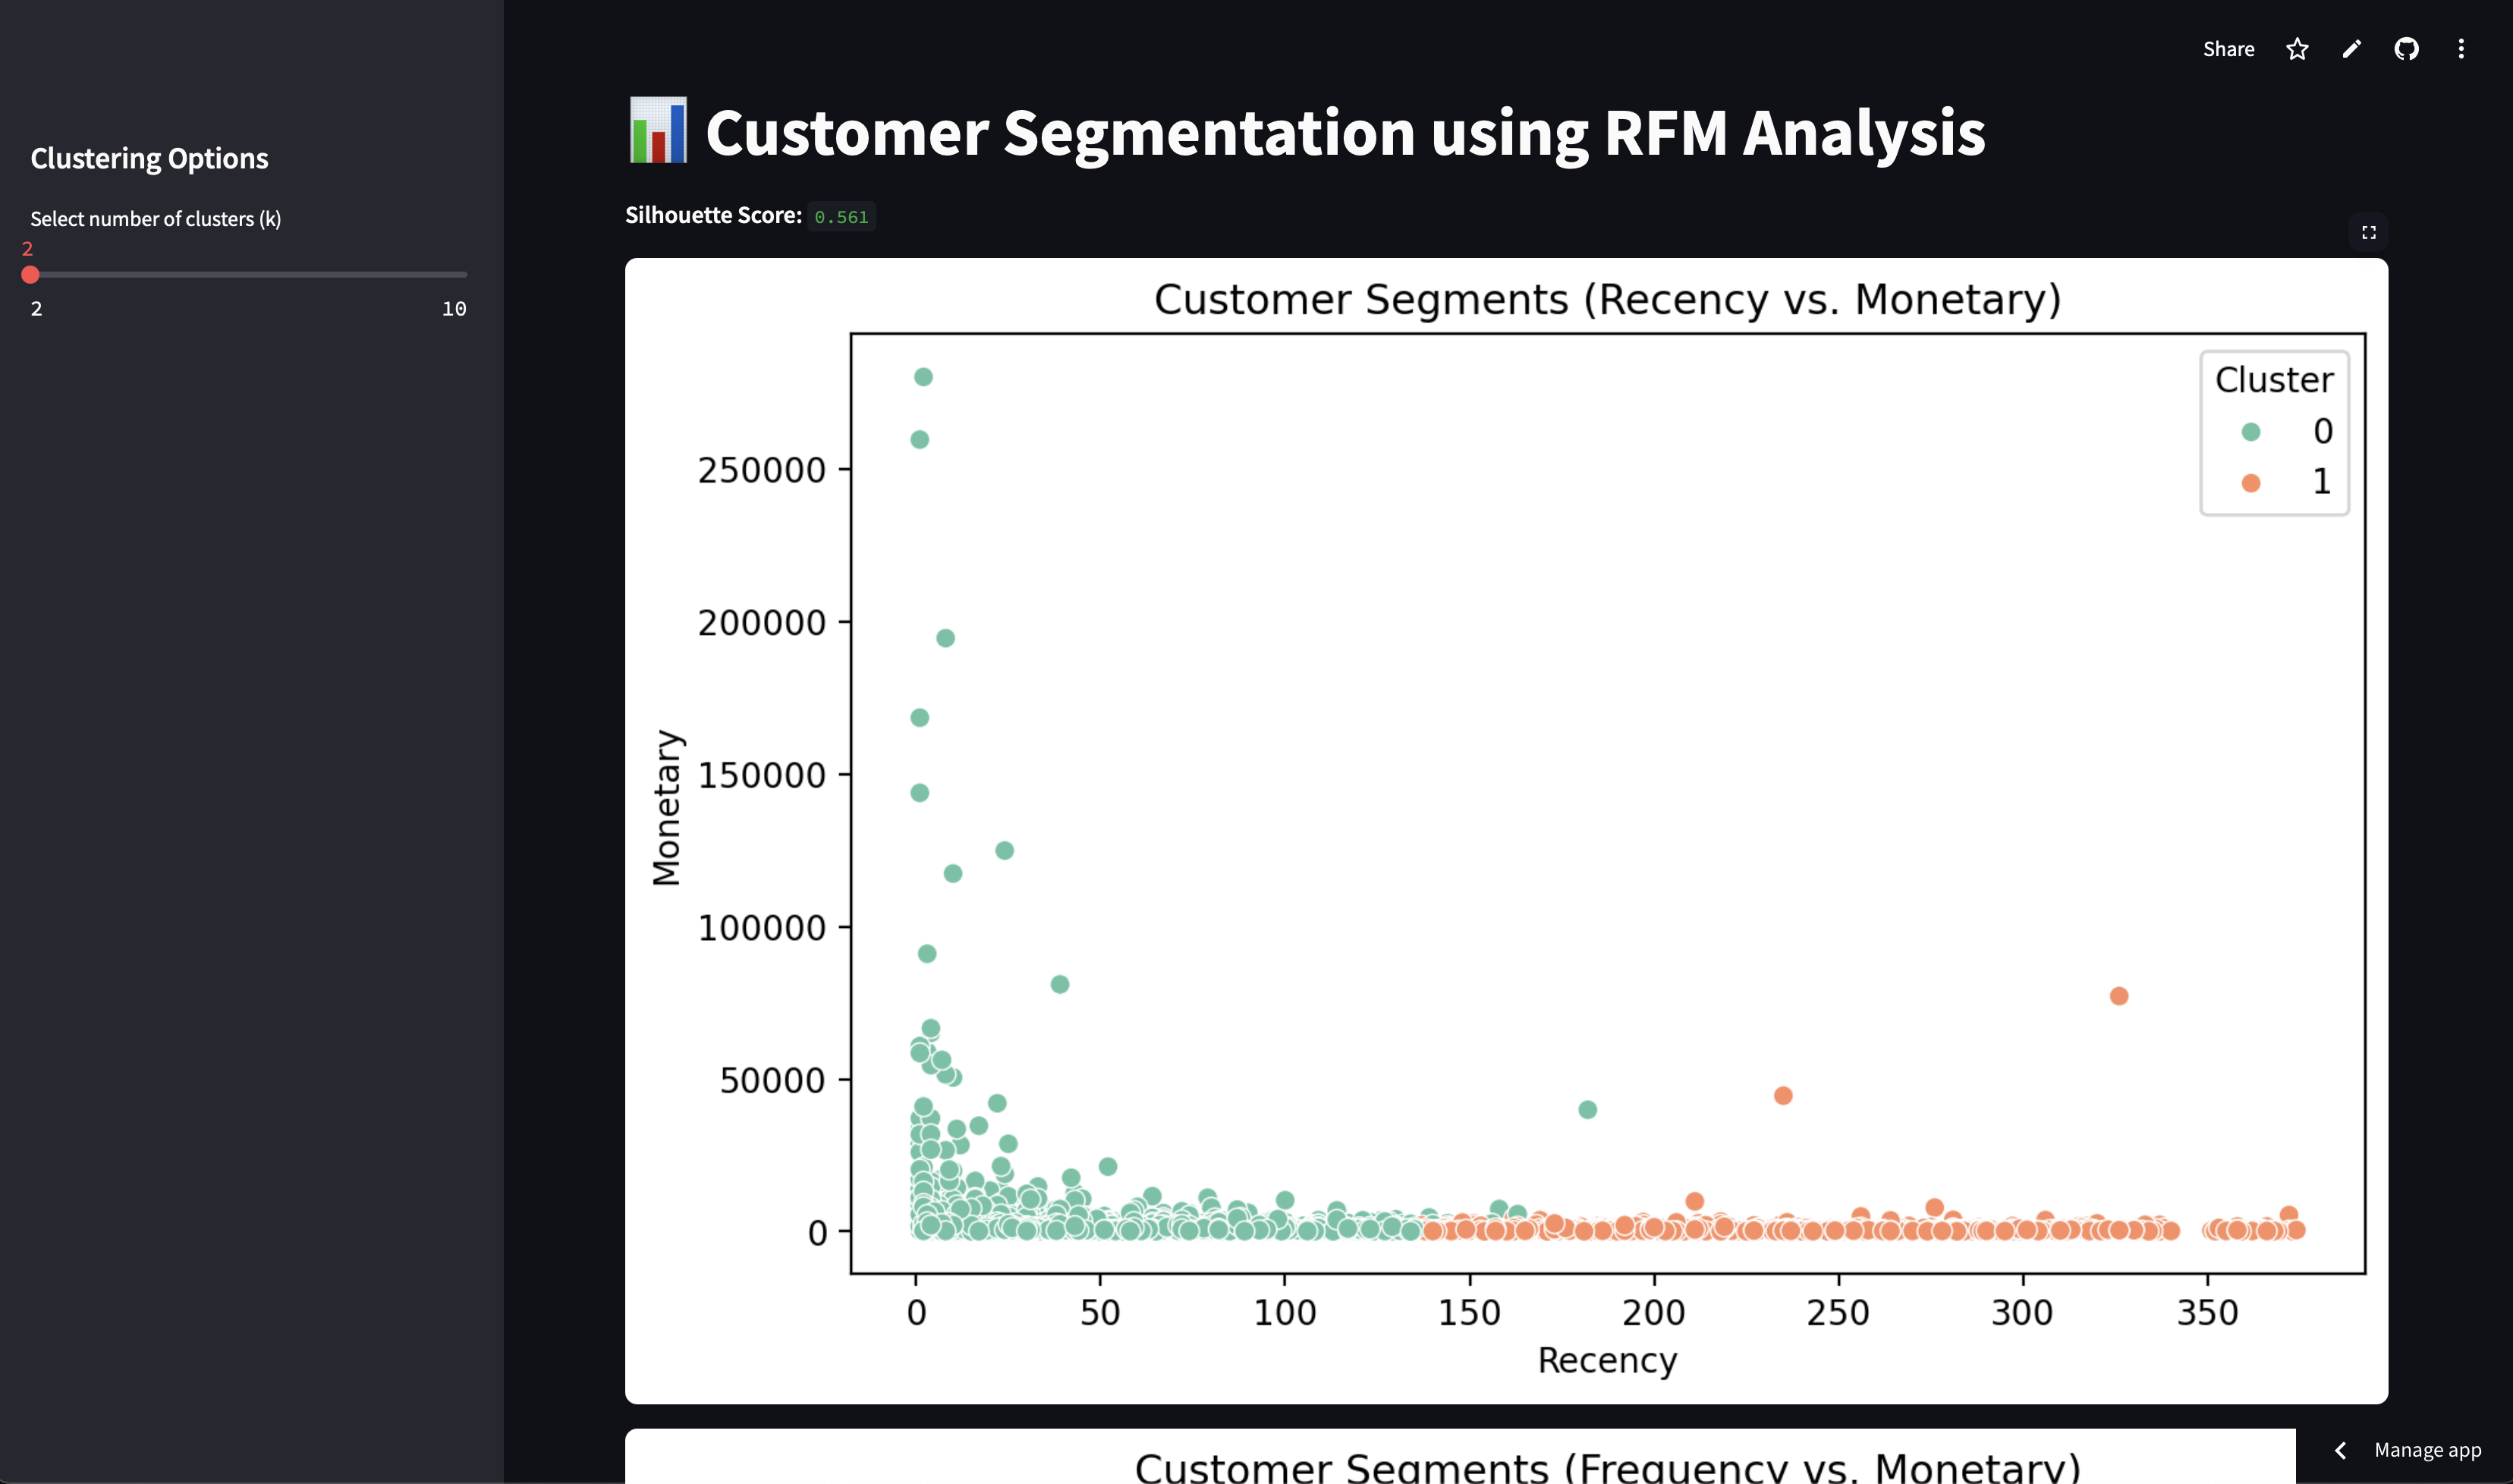 Share
Clustering Options
Select number of clusters (k)
2
2 10
Customer Segmentation using RFM Analysis
Silhouette Score: 0.561
Customer Segments (Recency vs. Monetary)
Cluster
0
1
Monetary
250000
200000
150000
100000
50000
0
0 50 100 150 200 250 300 350
Recency
Customer Segments (Frequency vs. Monetary)
Manage app